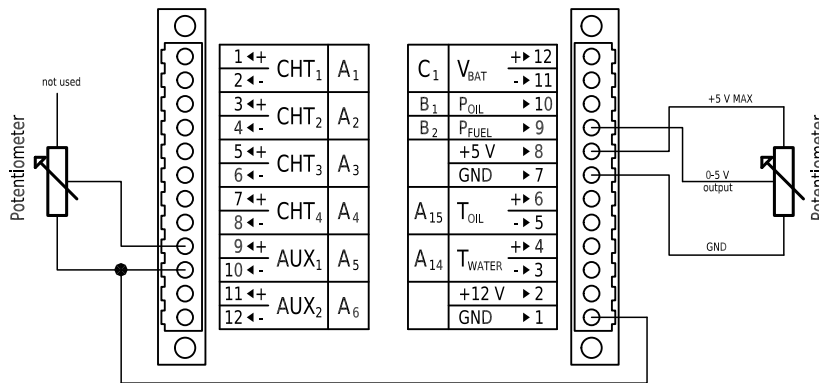 not used
Potentiometer
1 ◂+ CHT1 A1
2 ◂-
3 ◂+ CHT2 A2
4 ◂-
5 ◂+ CHT3 A3
6 ◂-
7 ◂+ CHT4 A4
8 ◂-
9 ◂+ AUX1 A5
10 ◂-
11 ◂+ AUX2 A6
12 ◂-
C1 VBAT +▸ 12
-▸ 11
B1 POIL ▸ 10
B2 PFUEL ▸ 9
+5 V ▸ 8
GND ▸ 7
A15 TOIL +▸ 6
-▸ 5
A14 TWATER +▸ 4
-▸ 3
+12 V ▸ 2
GND ▸ 1
+5 V MAX
0-5 V
output
GND
Potentiometer